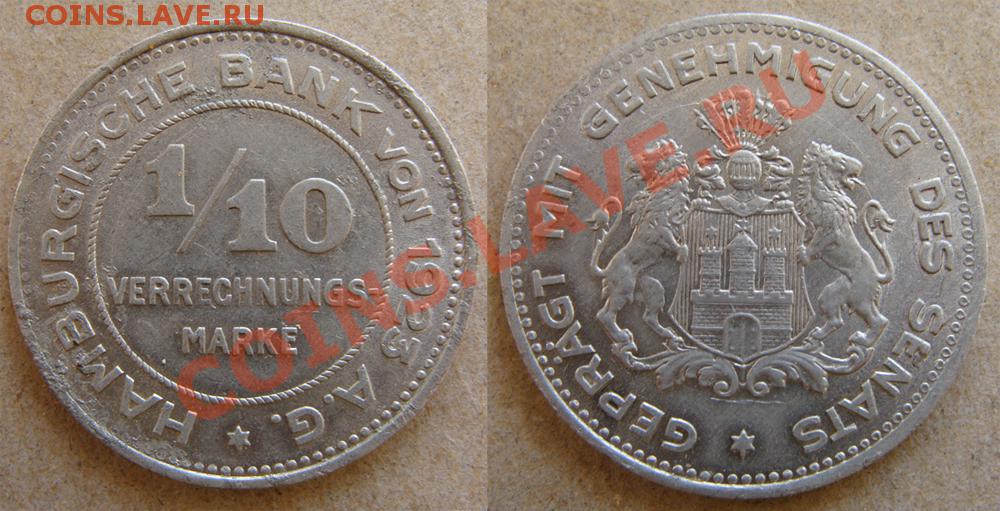 COINS.LAVE.RU
HAMBURGISCHE BANK VON 1923 A.G.
1/10
VERRECHNUNGS-
MARKE
GEPRÄGT MIT GENEHMIGUNG DES SENATS
COINS.LAVE.RU